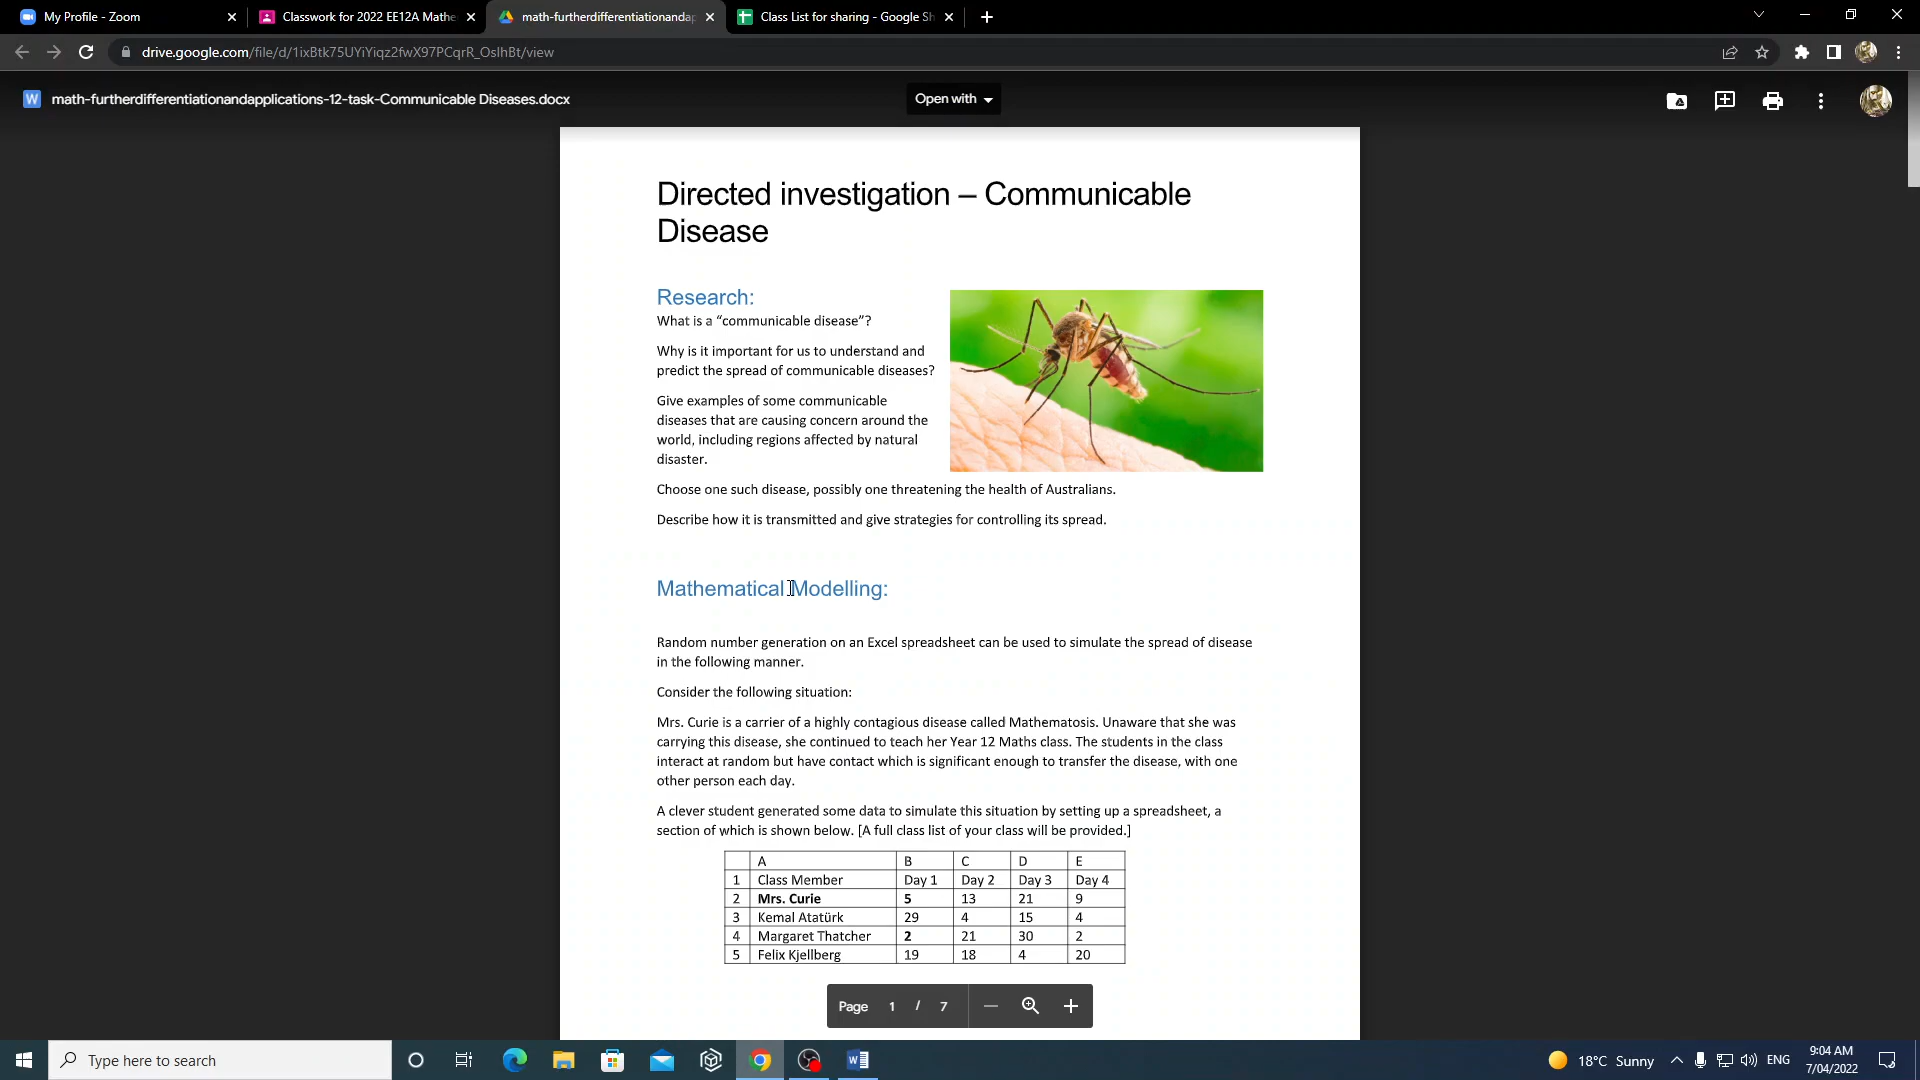 My Profile - Zoom
Classwork for 2022 EE12A Mathe
math-furtherdifferentiationandap
Class List for sharing - Google Sh
drive.google.com/file/d/1ixBtk75UYiYiqz2fwX97PCqrR_OslhBt/view
W math-furtherdifferentiationandapplications-12-task-Communicable Diseases.docx
Open with
Directed investigation – Communicable
Disease
Research:
What is a “communicable disease”?
Why is it important for us to understand and
predict the spread of communicable diseases?
Give examples of some communicable
diseases that are causing concern around the
world, including regions affected by natural
disaster.
Choose one such disease, possibly one threatening the health of Australians.
Describe how it is transmitted and give strategies for controlling its spread.
Mathematical Modelling:
Random number generation on an Excel spreadsheet can be used to simulate the spread of disease
in the following manner.
Consider the following situation:
Mrs. Curie is a carrier of a highly contagious disease called Mathematosis. Unaware that she was
carrying this disease, she continued to teach her Year 12 Maths class. The students in the class
interact at random but have contact which is significant enough to transfer the disease, with one
other person each day.
A clever student generated some data to simulate this situation by setting up a spreadsheet, a
section of which is shown below. [A full class list of your class will be provided.]
A B C D E
1 Class Member Day 1 Day 2 Day 3 Day 4
2 Mrs. Curie 5 13 21 9
3 Kemal Atatürk 29 4 15 4
4 Margaret Thatcher 2 21 30 2
5 Felix Kjellberg 19 18 4 20
Page 1 / 7
Type here to search
18°C Sunny
ENG
9:04 AM
7/04/2022